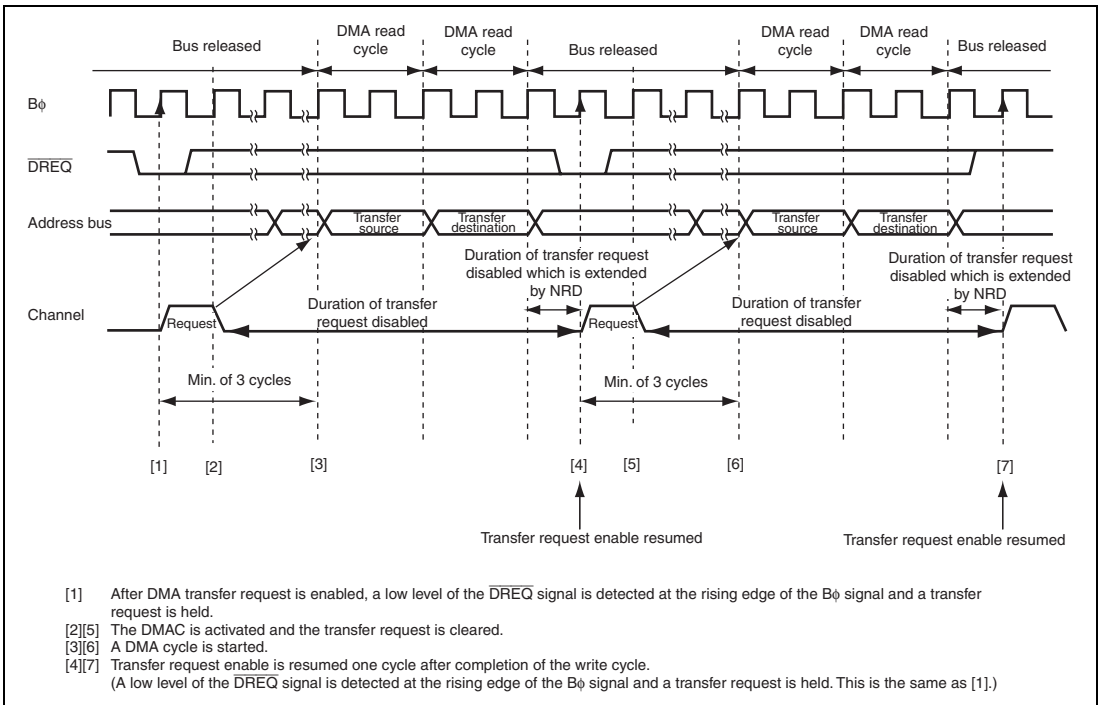 Bus released
DMA read cycle
DMA read cycle
Bus released
DMA read cycle
DMA read cycle
Bus released
Bφ
DREQ
Address bus
Transfer source
Transfer destination
Transfer source
Transfer destination
Duration of transfer request disabled which is extended by NRD
Duration of transfer request disabled which is extended by NRD
Channel
Request
Duration of transfer request disabled
Request
Duration of transfer request disabled
Min. of 3 cycles
Min. of 3 cycles
[1]
[2]
[3]
[4]
[5]
[6]
[7]
Transfer request enable resumed
Transfer request enable resumed
[1] After DMA transfer request is enabled, a low level of the DREQ signal is detected at the rising edge of the Bφ signal and a transfer
request is held.
[2][5] The DMAC is activated and the transfer request is cleared.
[3][6] A DMA cycle is started.
[4][7] Transfer request enable is resumed one cycle after completion of the write cycle.
(A low level of the DREQ signal is detected at the rising edge of the Bφ signal and a transfer request is held. This is the same as [1].)